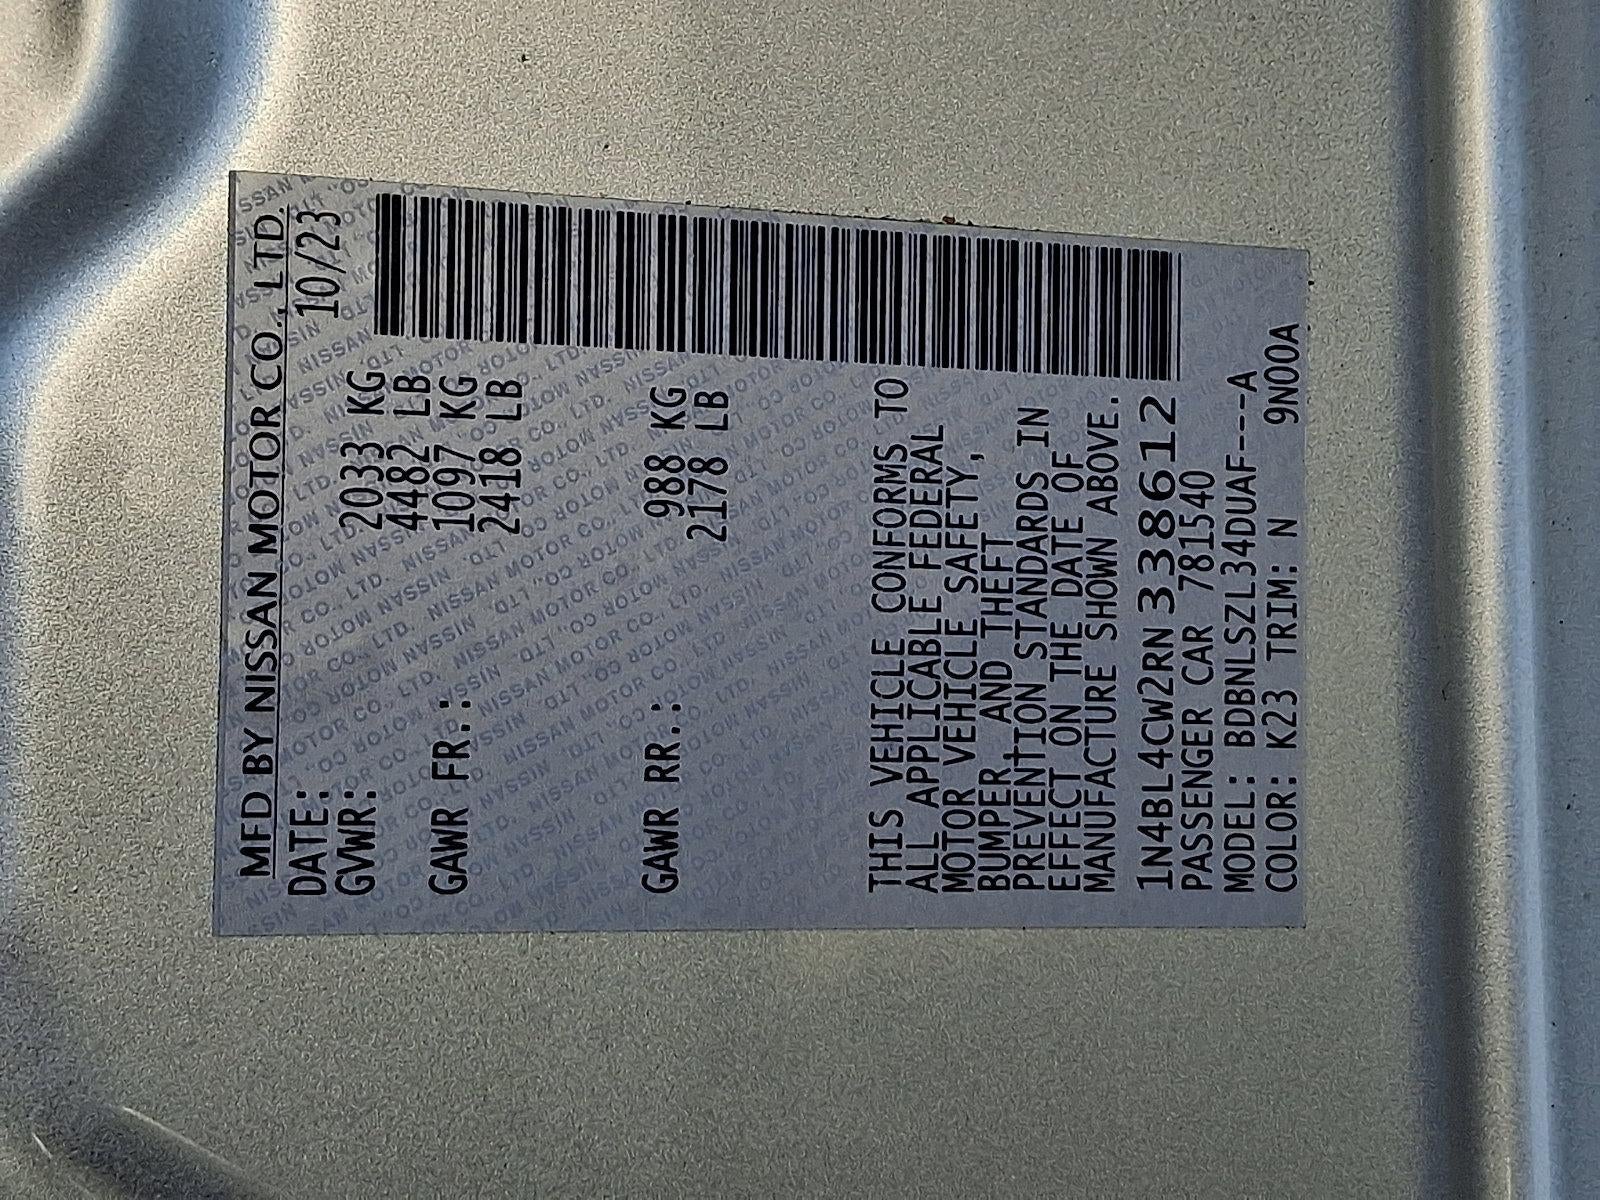 MFD BY NISSAN MOTOR CO., LTD.
DATE: 10/23
GVWR: 2033 KG
4482 LB
GAWR FR.: 1097 KG
2418 LB
GAWR RR.: 988 KG
2178 LB
THIS VEHICLE CONFORMS TO
ALL APPLICABLE FEDERAL
MOTOR VEHICLE SAFETY,
BUMPER, AND THEFT
PREVENTION STANDARDS IN
EFFECT ON THE DATE OF
MANUFACTURE SHOWN ABOVE.
1N4BL4CW2RN338612
PASSENGER CAR 781540
MODEL: BDBNLSZL34DUAF----A
COLOR: K23 TRIM: N 9N00A